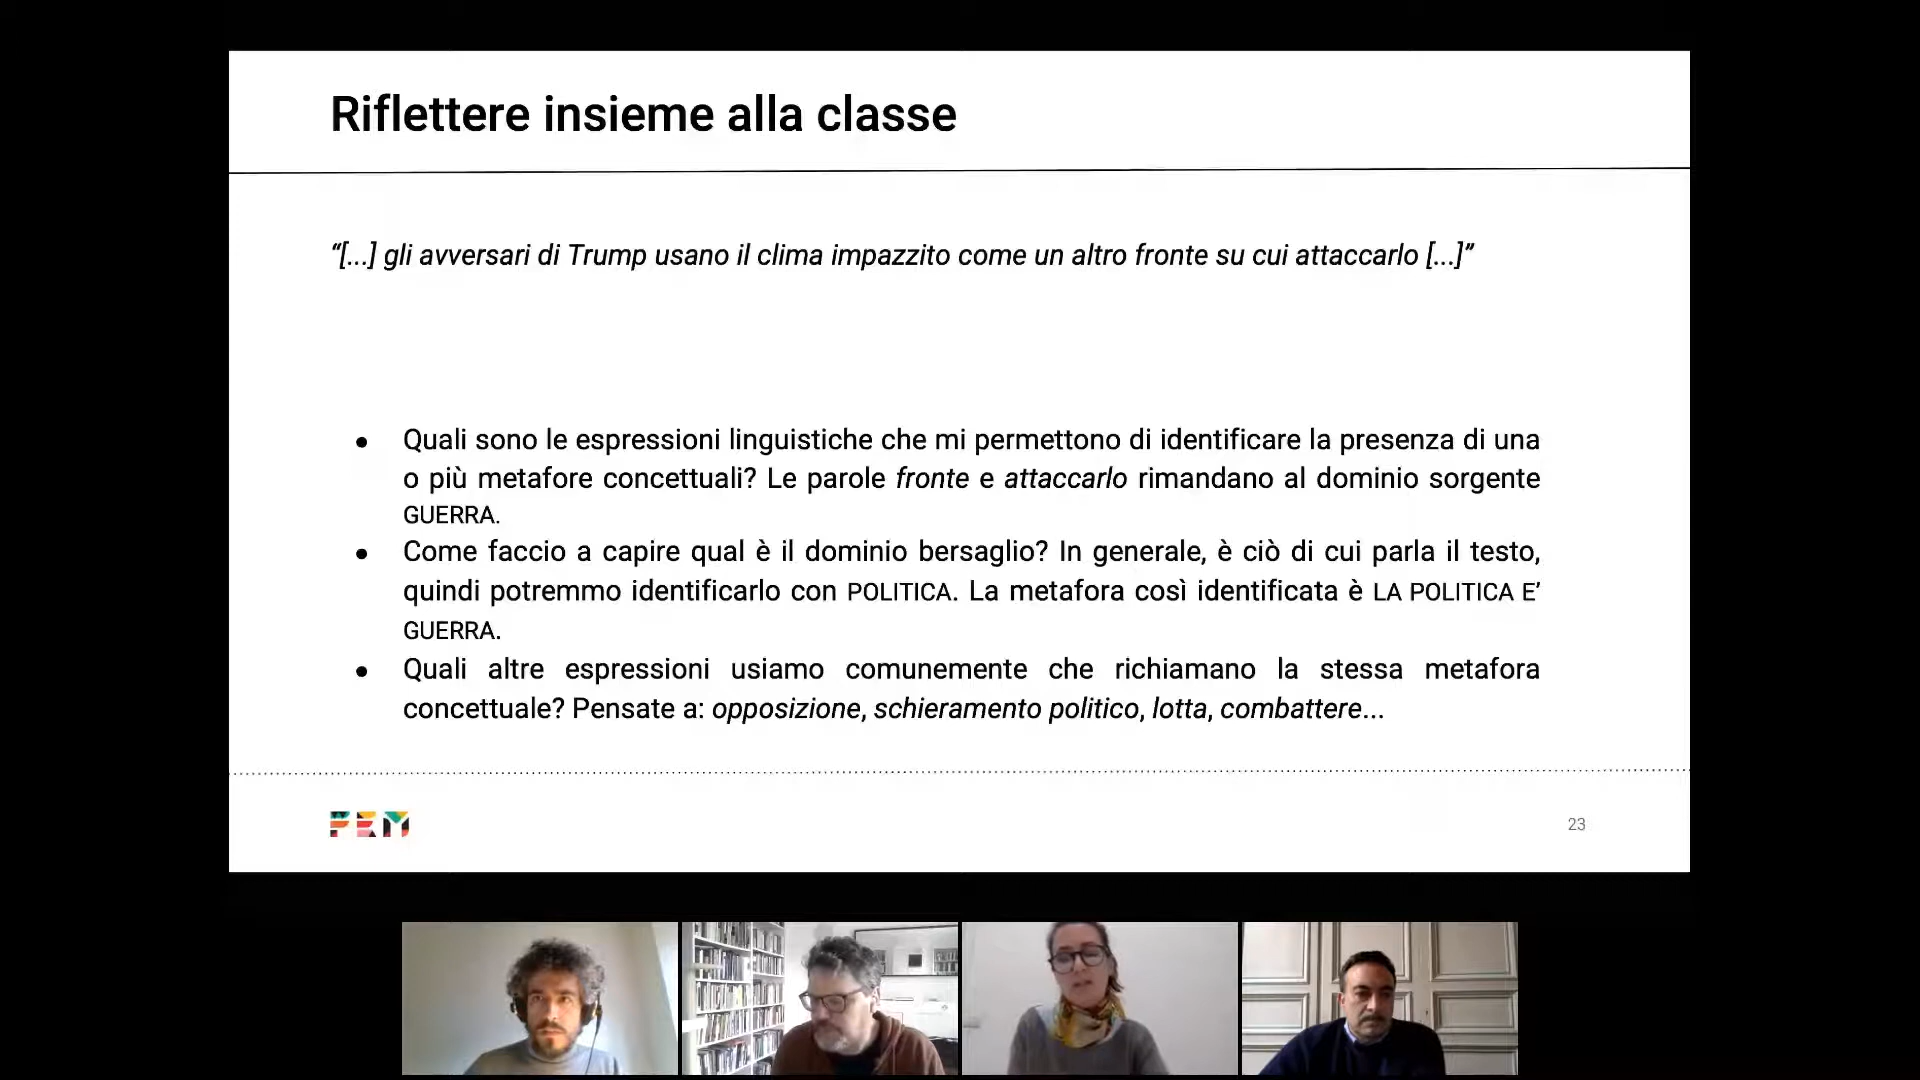 Riflettere insieme alla classe
“[...] gli avversari di Trump usano il clima impazzito come un altro fronte su cui attaccarlo [...]”
● Quali sono le espressioni linguistiche che mi permettono di identificare la presenza di una
o più metafore concettuali? Le parole fronte e attaccarlo rimandano al dominio sorgente
GUERRA.
● Come faccio a capire qual è il dominio bersaglio? In generale, è ciò di cui parla il testo,
quindi potremmo identificarlo con POLITICA. La metafora così identificata è LA POLITICA E’
GUERRA.
● Quali altre espressioni usiamo comunemente che richiamano la stessa metafora
concettuale? Pensate a: opposizione, schieramento politico, lotta, combattere...
FEM
23